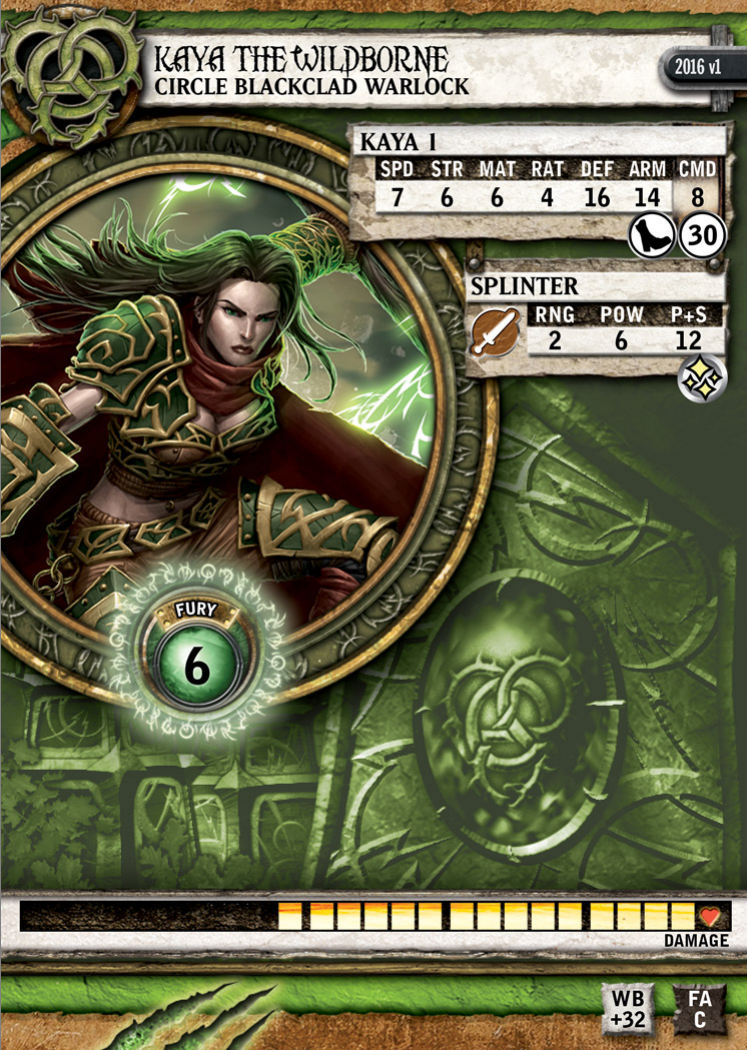 KAYA THE WILDBORNE
CIRCLE BLACKCLAD WARLOCK
2016 v1
KAYA 1
SPD STR MAT RAT DEF ARM CMD
7 6 6 4 16 14 8
30
SPLINTER
RNG POW P+S
2 6 12
FURY
6
DAMAGE
WB FA
+32 C